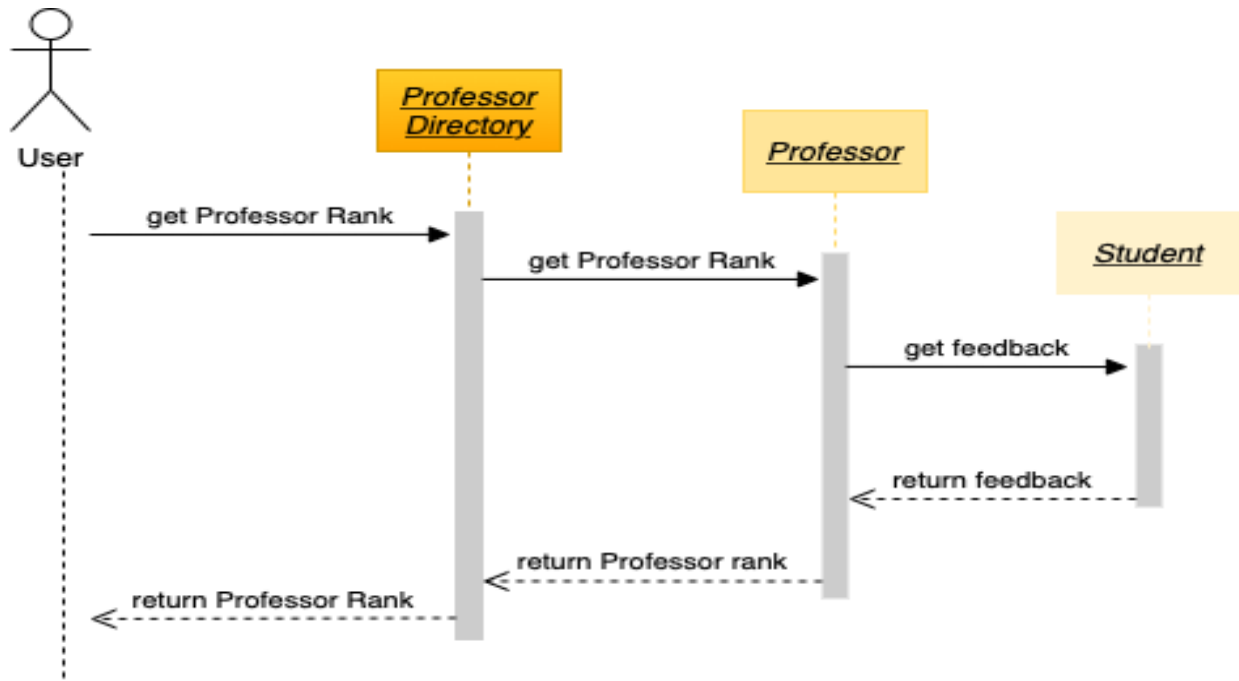 Professor
Directory
Professor
User
get Professor Rank
get Professor Rank
Student
get feedback
return feedback
return Professor rank
return Professor Rank